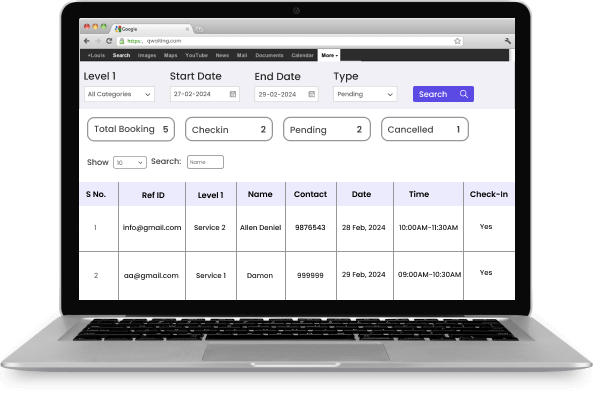 Google
https: qwaiting.com
+Louis Search Images Maps YouTube News Mail Documents Calendar More
Level 1 Start Date End Date Type
All Categories 27-02-2024 29-02-2024 Pending Search
Total Booking 5 Checkin 2 Pending 2 Cancelled 1
Show 10 Search: Name
S No. Ref ID Level 1 Name Contact Date Time Check-In
1 info@gmail.com Service 2 Allen Deniel 9876543 28 Feb, 2024 10:00AM-11:30AM Yes
2 aa@gmail.com Service 1 Damon 999999 29 Feb, 2024 09:00AM-10:30AM Yes